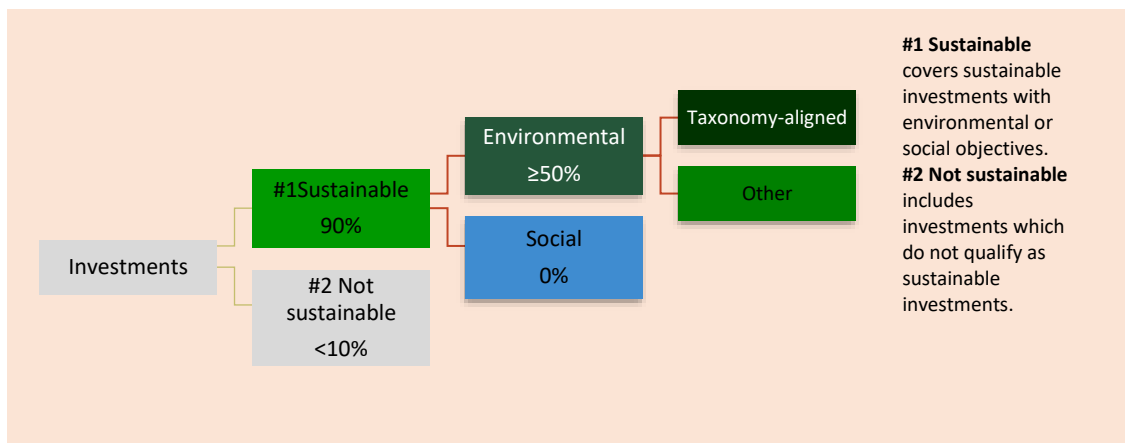 Investments
#1Sustainable
90%
#2 Not
sustainable
<10%
Environmental
≥50%
Social
0%
Taxonomy-aligned
Other
#1 Sustainable
covers sustainable
investments with
environmental or
social objectives.
#2 Not sustainable
includes
investments which
do not qualify as
sustainable
investments.